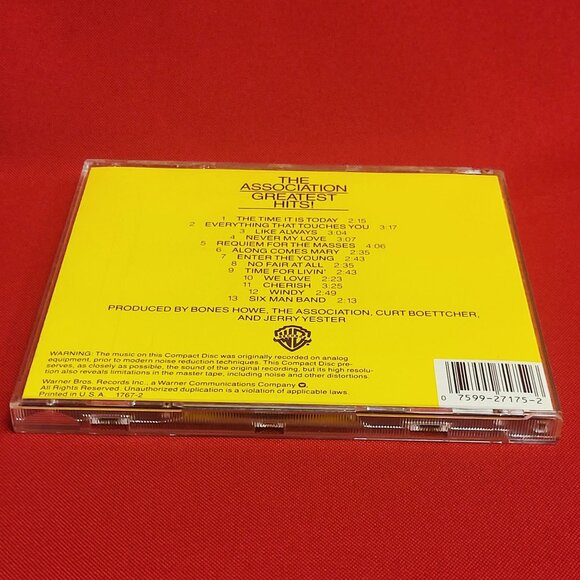 THE
ASSOCIATION
GREATEST
HITS!
1 THE TIME IT IS TODAY 2:15
2 EVERYTHING THAT TOUCHES YOU 3:17
3 LIKE ALWAYS 3:04
4 NEVER MY LOVE 3:07
5 REQUIEM FOR THE MASSES 4:06
6 ALONG COMES MARY 2:35
7 ENTER THE YOUNG 2:43
8 NO FAIR AT ALL 2:35
9 TIME FOR LIVIN' 2:43
10 WE LOVE 2:23
11 CHERISH 3:25
12 WINDY 2:49
13 SIX MAN BAND 2:13
PRODUCED BY BONES HOWE, THE ASSOCIATION, CURT BOETTCHER,
AND JERRY YESTER
WB
WARNING: The music on this Compact Disc was originally recorded on analog
equipment, prior to modern noise reduction techniques. This Compact Disc pre-
serves, as closely as possible, the sound of the original recording, but its high resolu-
tion also reveals limitations in the master tape, including noise and other distortions.
Warner Bros. Records Inc., a Warner Communications Company
All Rights Reserved. Unauthorized duplication is a violation of applicable laws.
Printed in U.S.A. 1767-2
0 7599-27175-2